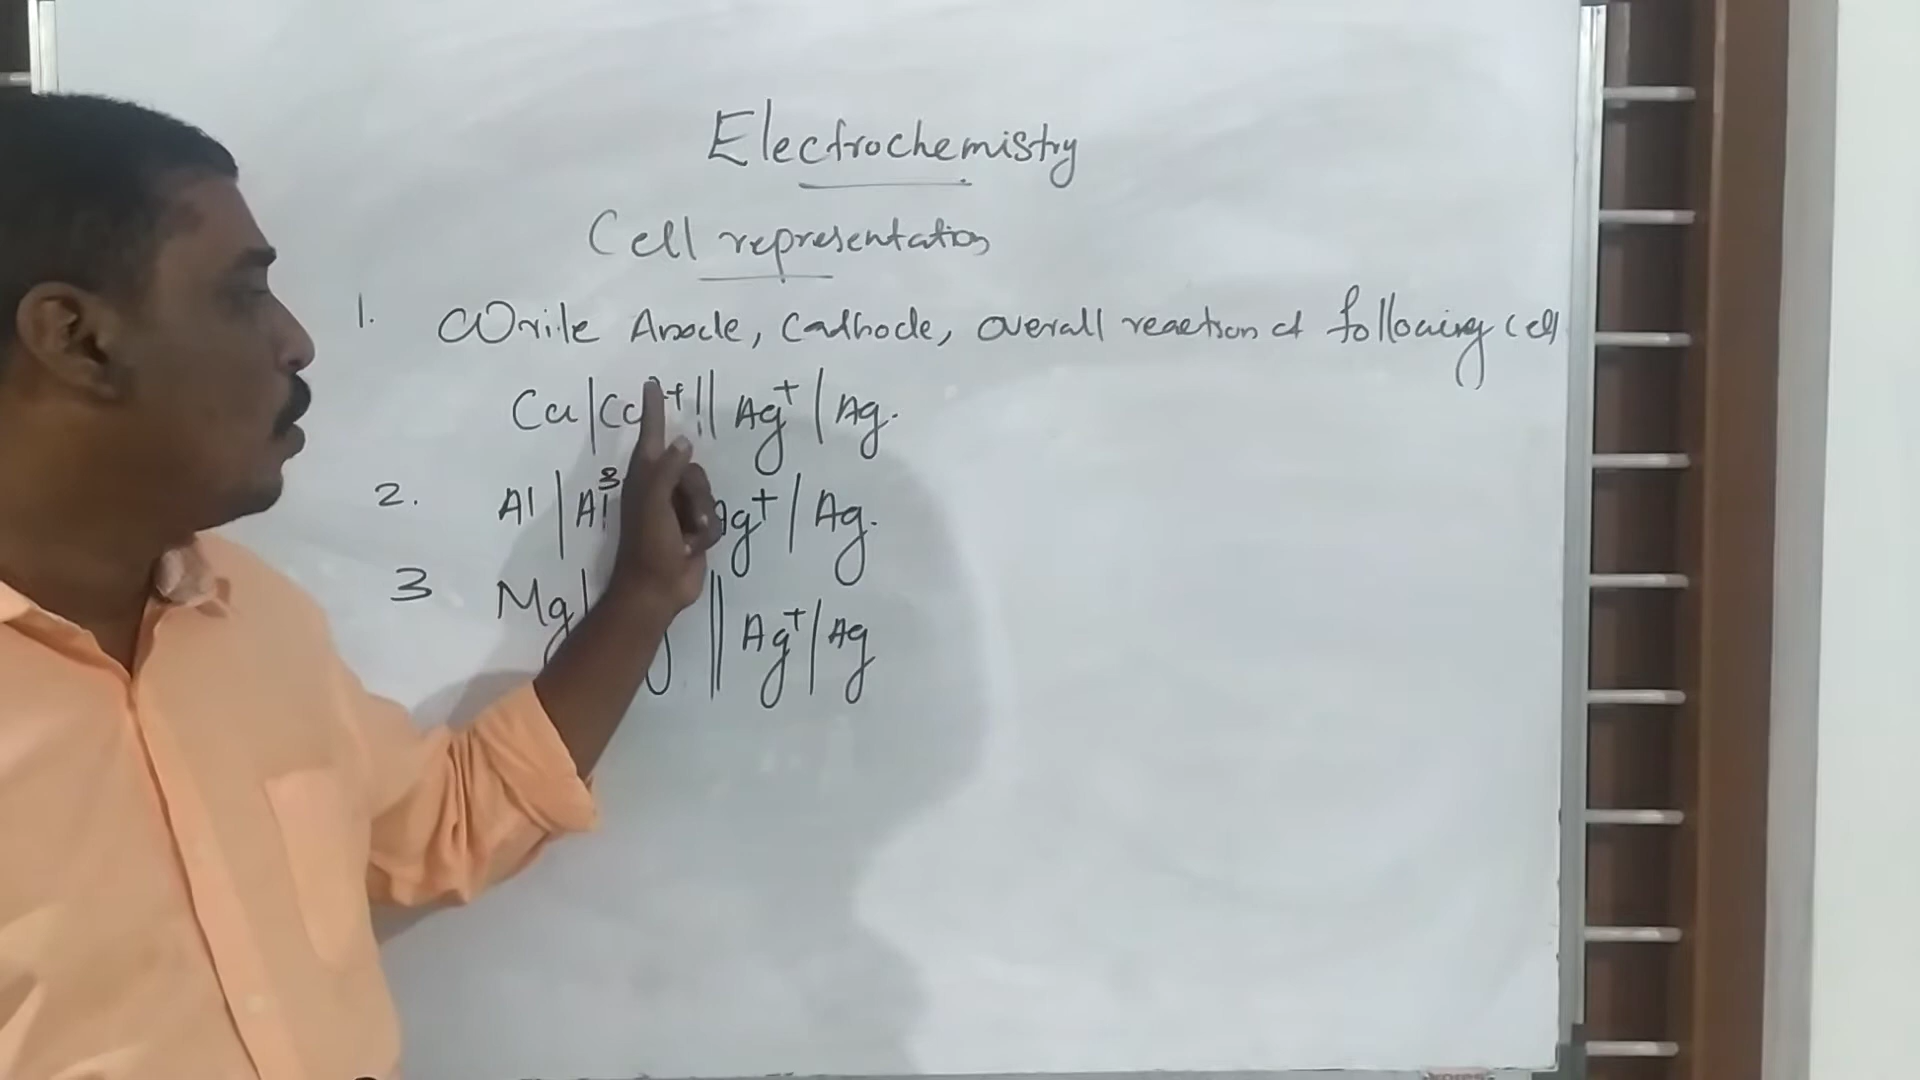 Electrochemistry
Cell representation
1. Write Anode, Cathode, overall reaction of following cell
Cu | Cu²⁺ || Ag⁺ | Ag.
2. Al | Al³ Ag⁺ | Ag.
3 Mg | || Ag⁺ | Ag